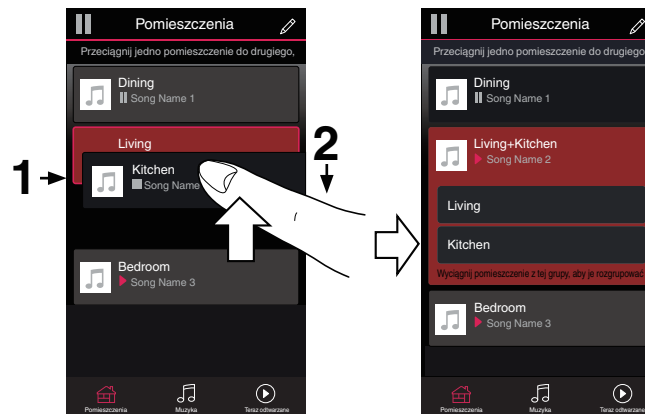 Pomieszczenia
Przeciągnij jedno pomieszczenie do drugiego,
Dining
Song Name 1
Living
Kitchen
Song Name
Bedroom
Song Name 3
Pomieszczenia
Muzyka
Teraz odtwarzane
1
2
Pomieszczenia
Przeciągnij jedno pomieszczenie do drugiego
Dining
Song Name 1
Living+Kitchen
Song Name 2
Living
Kitchen
Wyciągnij pomieszczenie z tej grupy, aby je rozgrupować
Bedroom
Song Name 3
Pomieszczenia
Muzyka
Teraz odtwarzane